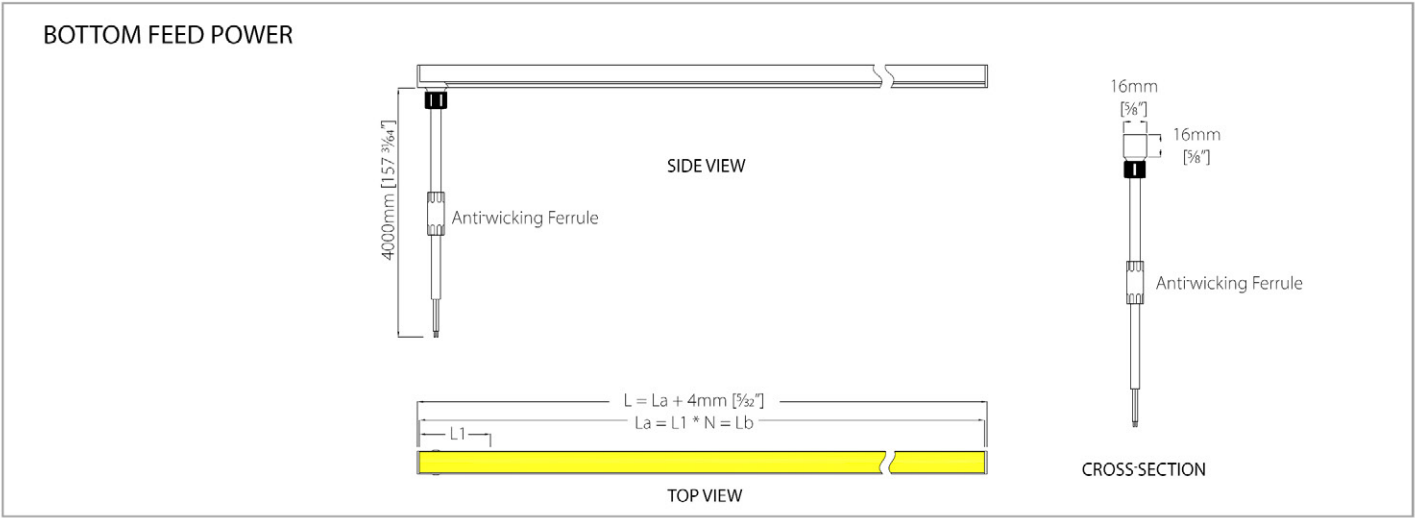 BOTTOM FEED POWER
4000mm [157 ³¹⁄₆₄"]
Anti-wicking Ferrule
SIDE VIEW
16mm
[⅝"]
16mm
[⅝"]
Anti-wicking Ferrule
CROSS-SECTION
L = La + 4mm [⁵⁄₃₂"]
La = L1 * N = Lb
L1
TOP VIEW